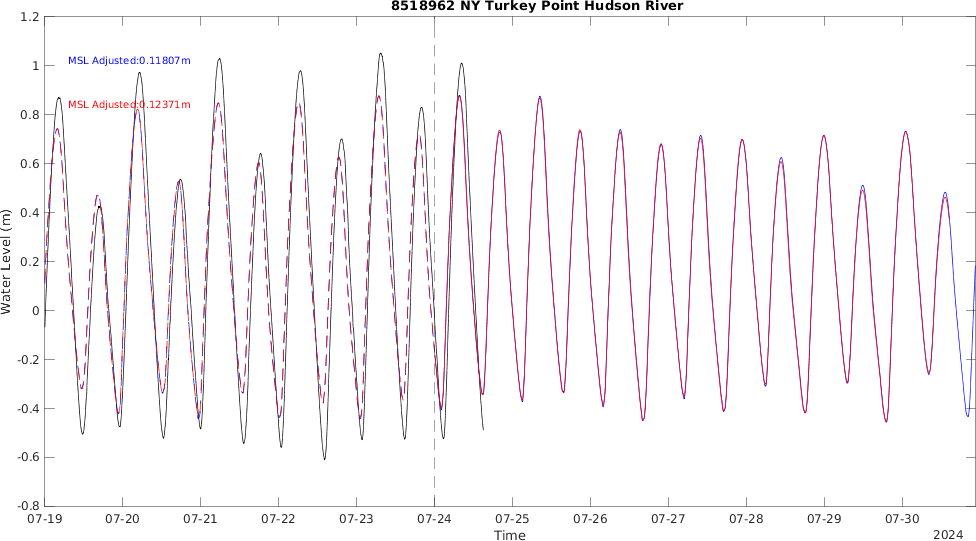 8518962 NY Turkey Point Hudson River
1.2
1
0.8
0.6
0.4
0.2
0
-0.2
-0.4
-0.6
-0.8
Water Level (m)
MSL Adjusted:0.11807m
MSL Adjusted:0.12371m
07-19 07-20 07-21 07-22 07-23 07-24 07-25 07-26 07-27 07-28 07-29 07-30
Time
2024